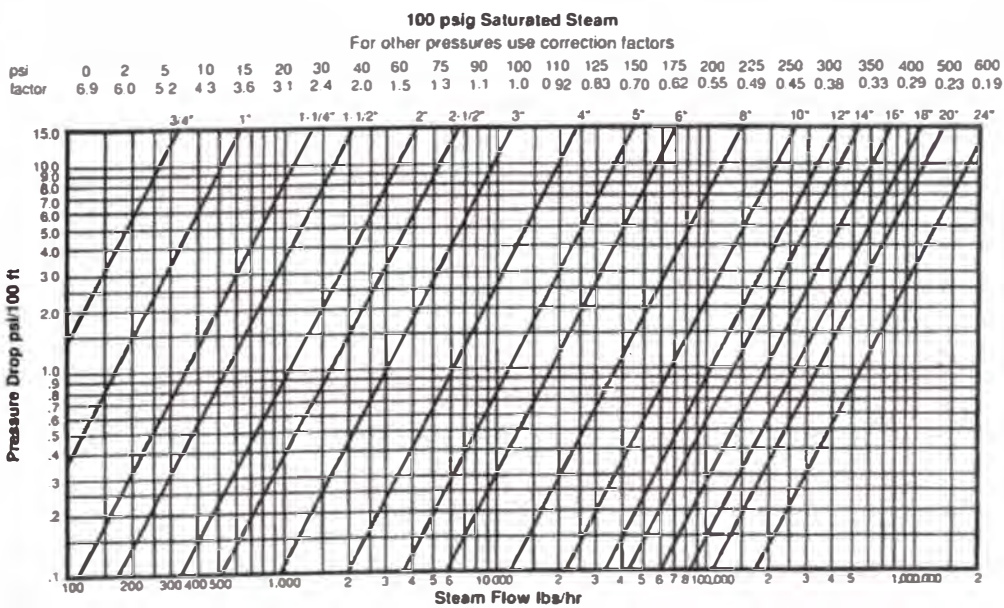 100 psig Saturated Steam
For other pressures use correction factors
psi 0 2 5 10 15 20 30 40 60 75 90 100 110 125 150 175 200 225 250 300 350 400 500 600
factor 6.9 6.0 5.2 4.3 3.6 3.1 2.4 2.0 1.5 1.3 1.1 1.0 0.92 0.83 0.70 0.62 0.55 0.49 0.45 0.38 0.33 0.29 0.23 0.19
3/4" 1" 1-1/4" 1-1/2" 2" 2-1/2" 3" 4" 5" 6" 8" 10" 12" 14" 16" 18" 20" 24"
15.0
10.0
9.0
8.0
7.0
6.0
5.0
4.0
3.0
2.0
1.0
.9
.8
.7
.6
.5
.4
.3
.2
.1
Pressure Drop psi/100 ft
100 200 300 400 500 1,000 2 3 4 5 6 10000 2 3 4 5 6 7 8 100,000 2 3 4 5 1,000,000 2
Steam Flow lbs/hr